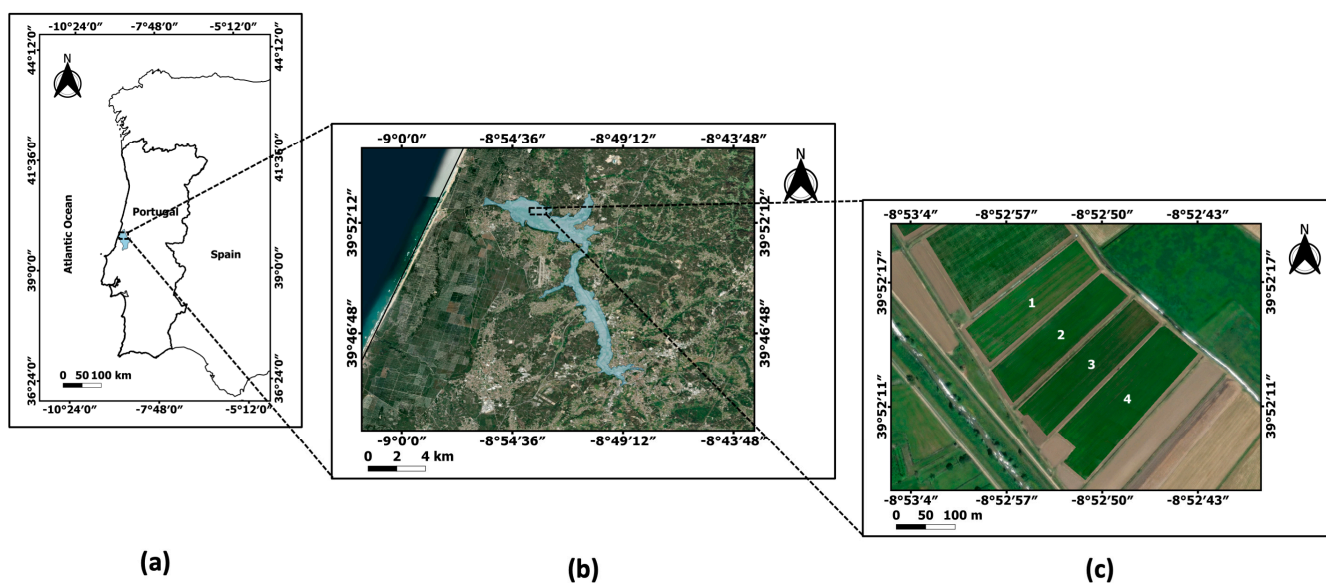 -10°24′0″ -7°48′0″ -5°12′0″
44°12′0″
44°12′0″
N
41°36′0″
41°36′0″
Atlantic Ocean
Portugal
Spain
39°0′0″
39°0′0″
36°24′0″
36°24′0″
0 50 100 km
-10°24′0″ -7°48′0″ -5°12′0″
(a)
-9°0′0″ -8°54′36″ -8°49′12″ -8°43′48″
N
39°52′12″
39°52′12″
39°46′48″
39°46′48″
-9°0′0″ -8°54′36″ -8°49′12″ -8°43′48″
0 2 4 km
(b)
-8°53′4″ -8°52′57″ -8°52′50″ -8°52′43″
N
39°52′17″
39°52′17″
1
2
3
4
39°52′11″
39°52′11″
-8°53′4″ -8°52′57″ -8°52′50″ -8°52′43″
0 50 100 m
(c)